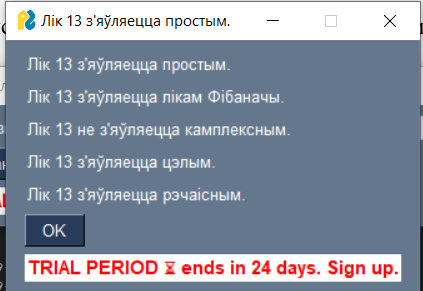 Лік 13 з'яўляецца простым.
Лік 13 з'яўляецца простым.
Лік 13 з'яўляецца лікам Фібаначы.
Лік 13 не з'яўляецца камплексным.
Лік 13 з'яўляецца цэлым.
Лік 13 з'яўляецца рэчаісным.
OK
TRIAL PERIOD ⏳ ends in 24 days. Sign up.